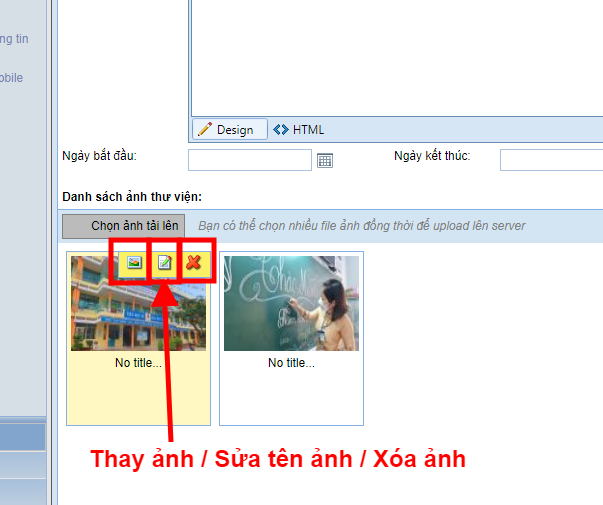 ng tin
obile
Design
HTML
Ngày bắt đầu:
Ngày kết thúc:
Danh sách ảnh thư viện:
Chọn ảnh tải lên
Bạn có thể chọn nhiều file ảnh đồng thời để upload lên server
No title...
No title...
Thay ảnh / Sửa tên ảnh / Xóa ảnh